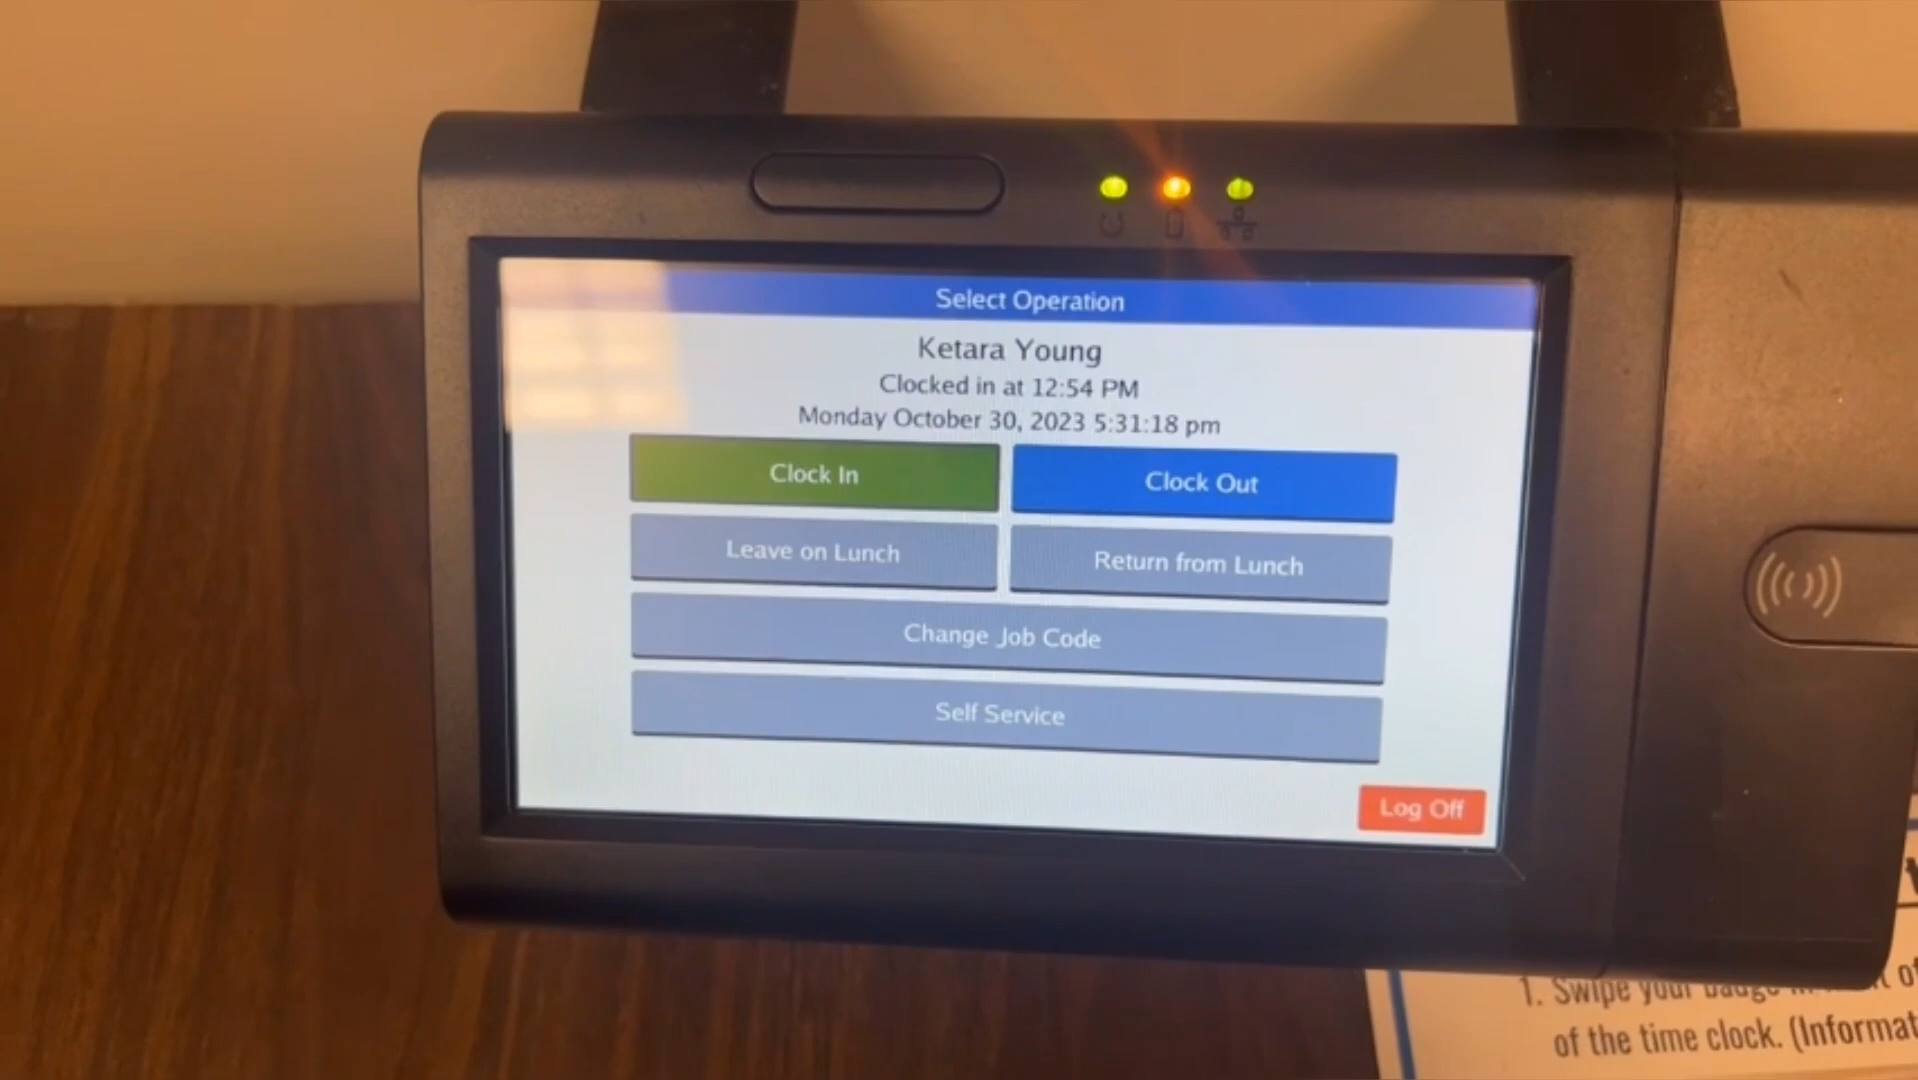 Select Operation
Ketara Young
Clocked in at 12:54 PM
Monday October 30, 2023 5:31:18 pm
Clock In
Clock Out
Leave on Lunch
Return from Lunch
Change Job Code
Self Service
Log Off
1. Swipe your badge
of the time clock. (Informat